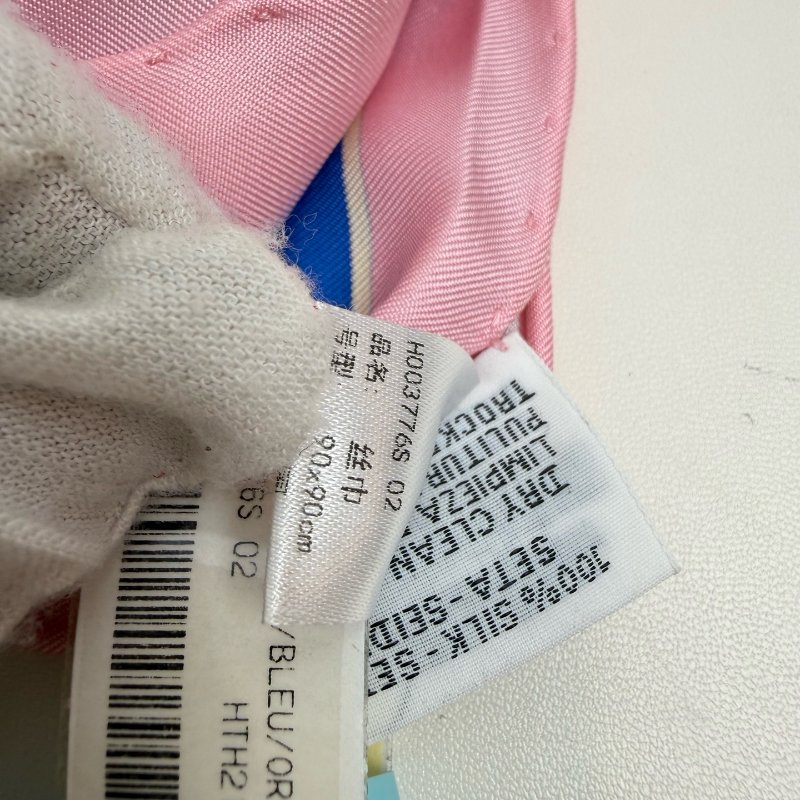 H003776S 02
品名: 丝巾
号型: 90x90cm
100% SILK-SE
SETA-SEID
DRY CLEAN
LIMPIEZA
PULITUR
TROCK
6S 02
/BLEU/OR
HTH2